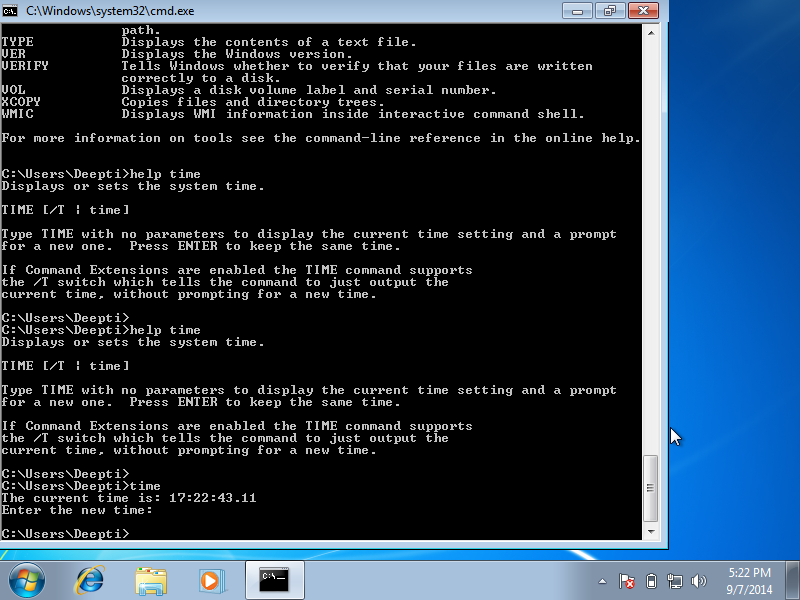 C:\Windows\system32\cmd.exe
path.
TYPE Displays the contents of a text file.
VER Displays the Windows version.
VERIFY Tells Windows whether to verify that your files are written
correctly to a disk.
VOL Displays a disk volume label and serial number.
XCOPY Copies files and directory trees.
WMIC Displays WMI information inside interactive command shell.
For more information on tools see the command-line reference in the online help.
C:\Users\Deepti>help time
Displays or sets the system time.
TIME [/T | time]
Type TIME with no parameters to display the current time setting and a prompt
for a new one.  Press ENTER to keep the same time.
If Command Extensions are enabled the TIME command supports
the /T switch which tells the command to just output the
current time, without prompting for a new time.
C:\Users\Deepti>
C:\Users\Deepti>help time
Displays or sets the system time.
TIME [/T | time]
Type TIME with no parameters to display the current time setting and a prompt
for a new one.  Press ENTER to keep the same time.
If Command Extensions are enabled the TIME command supports
the /T switch which tells the command to just output the
current time, without prompting for a new time.
C:\Users\Deepti>
C:\Users\Deepti>time
The current time is: 17:22:43.11
Enter the new time:
C:\Users\Deepti>
5:22 PM
9/7/2014